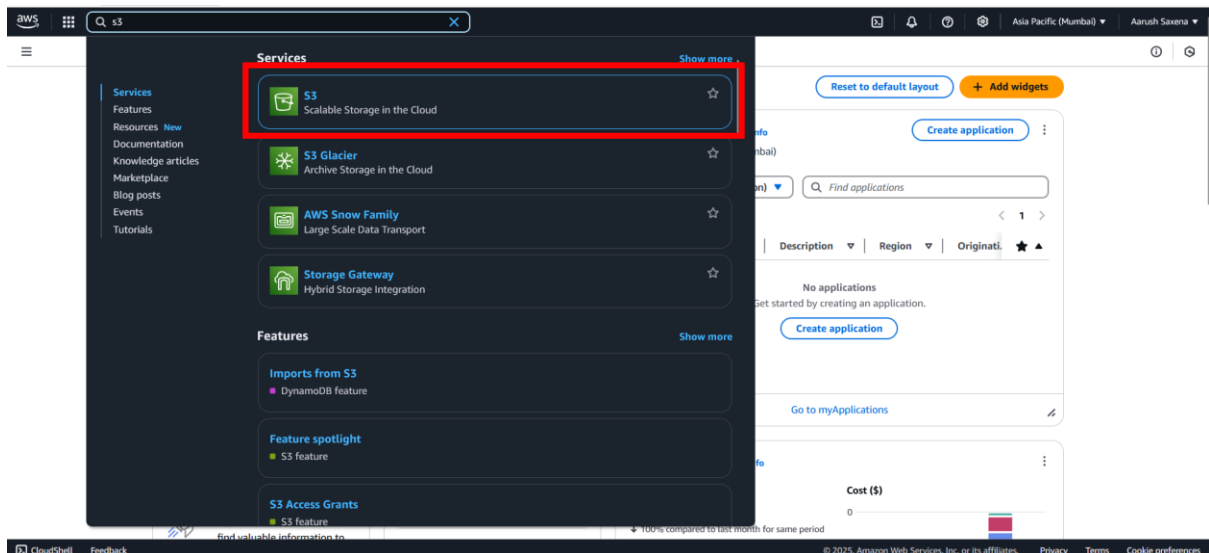 aws
s3
Asia Pacific (Mumbai)
Aarush Saxena
Services
Features
Resources New
Documentation
Knowledge articles
Marketplace
Blog posts
Events
Tutorials
Services
Show more
S3
Scalable Storage in the Cloud
S3 Glacier
Archive Storage in the Cloud
AWS Snow Family
Large Scale Data Transport
Storage Gateway
Hybrid Storage Integration
Features
Show more
Imports from S3
DynamoDB feature
Feature spotlight
S3 feature
S3 Access Grants
S3 feature
Reset to default layout
+ Add widgets
Create application
Find applications
1
Description
Region
Originati.
No applications
Get started by creating an application.
Create application
Go to myApplications
Cost ($)
0
100% compared to last month for same period
find valuable information to
CloudShell Feedback
© 2025, Amazon Web Services, Inc. or its affiliates. Privacy Terms Cookie preferences